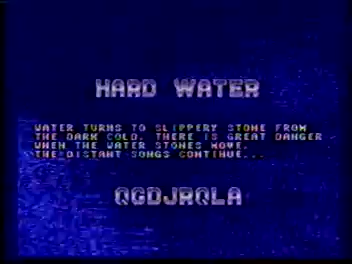 HARD WATER
WATER TURNS TO SLIPPERY STONE FROM
THE DARK COLD. THERE IS GREAT DANGER
WHEN THE WATER STONES MOVE.
THE DISTANT SONGS CONTINUE...
QGDJRQLA